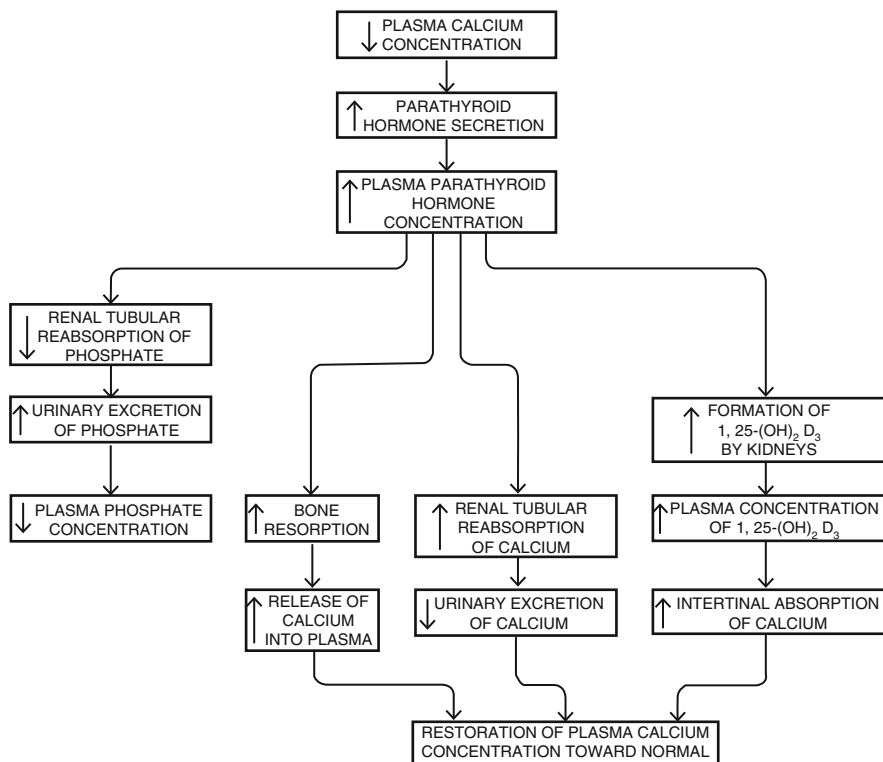 PLASMA CALCIUM
CONCENTRATION
PARATHYROID
HORMONE SECRETION
PLASMA PARATHYROID
HORMONE
CONCENTRATION
RENAL TUBULAR
REABSORPTION OF
PHOSPHATE
URINARY EXCRETION
OF PHOSPHATE
PLASMA PHOSPHATE
CONCENTRATION
BONE
RESORPTION
RELEASE OF
CALCIUM
INTO PLASMA
RENAL TUBULAR
REABSORPTION
OF CALCIUM
URINARY EXCRETION
OF CALCIUM
FORMATION OF
1, 25-(OH)₂ D₃
BY KIDNEYS
PLASMA CONCENTRATION
OF 1, 25-(OH)₂ D₃
INTERTINAL ABSORPTION
OF CALCIUM
RESTORATION OF PLASMA CALCIUM
CONCENTRATION TOWARD NORMAL